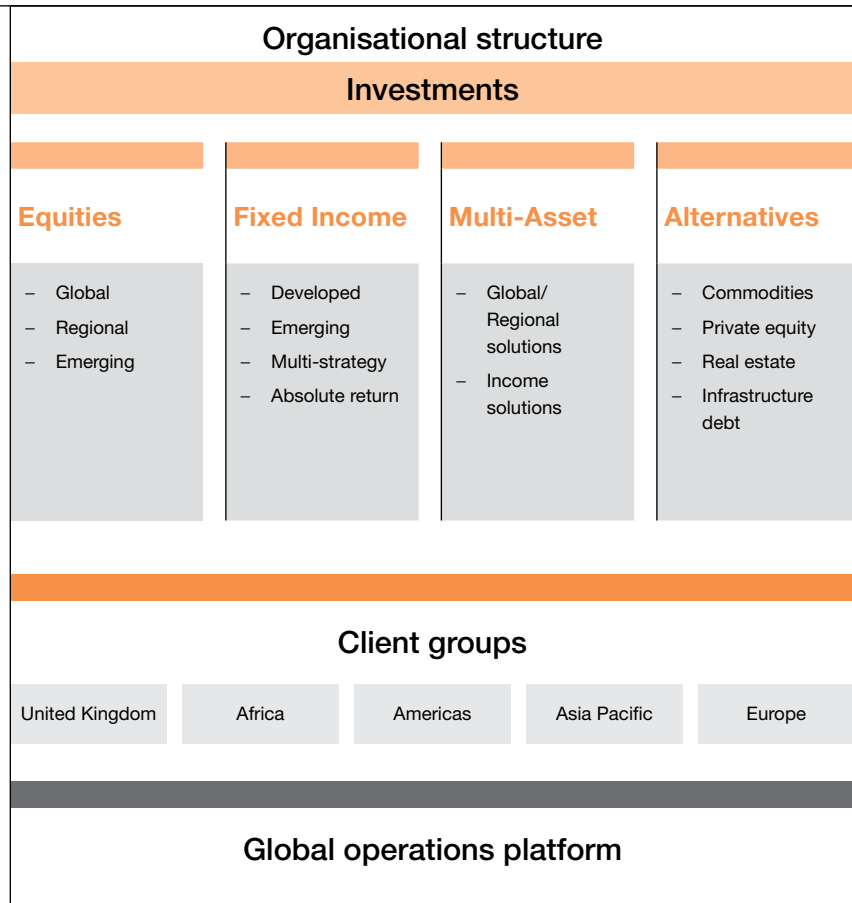 Organisational structure
Investments
Equities
– Global
– Regional
– Emerging
Fixed Income
– Developed
– Emerging
– Multi-strategy
– Absolute return
Multi-Asset
– Global/
Regional
solutions
– Income
solutions
Alternatives
– Commodities
– Private equity
– Real estate
– Infrastructure
debt
Client groups
United Kingdom
Africa
Americas
Asia Pacific
Europe
Global operations platform